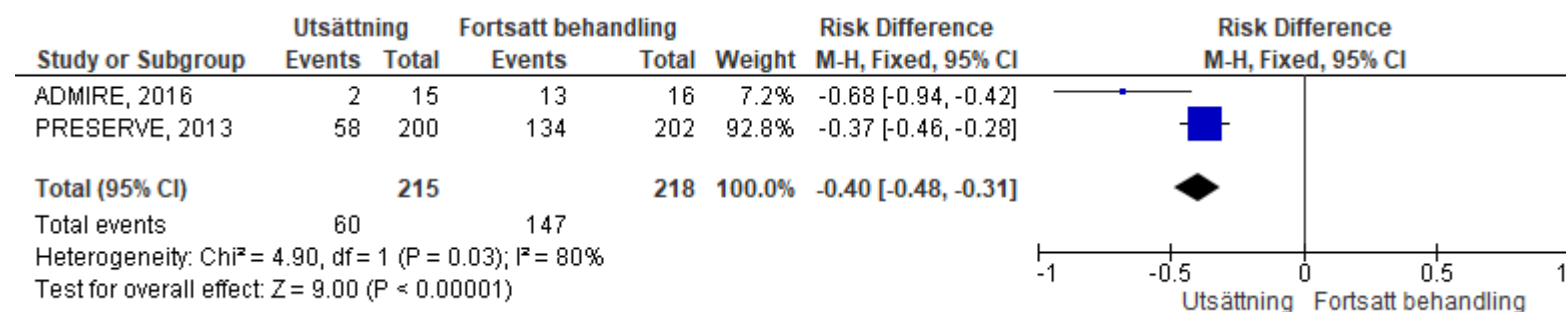 Utsättning Fortsatt behandling Risk Difference Risk Difference
Study or Subgroup Events Total Events Total Weight M-H, Fixed, 95% CI M-H, Fixed, 95% CI
ADMIRE, 2016 2 15 13 16 7.2% -0.68 [-0.94, -0.42]
PRESERVE, 2013 58 200 134 202 92.8% -0.37 [-0.46, -0.28]
Total (95% CI) 215 218 100.0% -0.40 [-0.48, -0.31]
Total events 60 147
Heterogeneity: Chi² = 4.90, df = 1 (P = 0.03); I² = 80%
Test for overall effect: Z = 9.00 (P < 0.00001)
-1 -0.5 0 0.5 1
Utsättning Fortsatt behandling